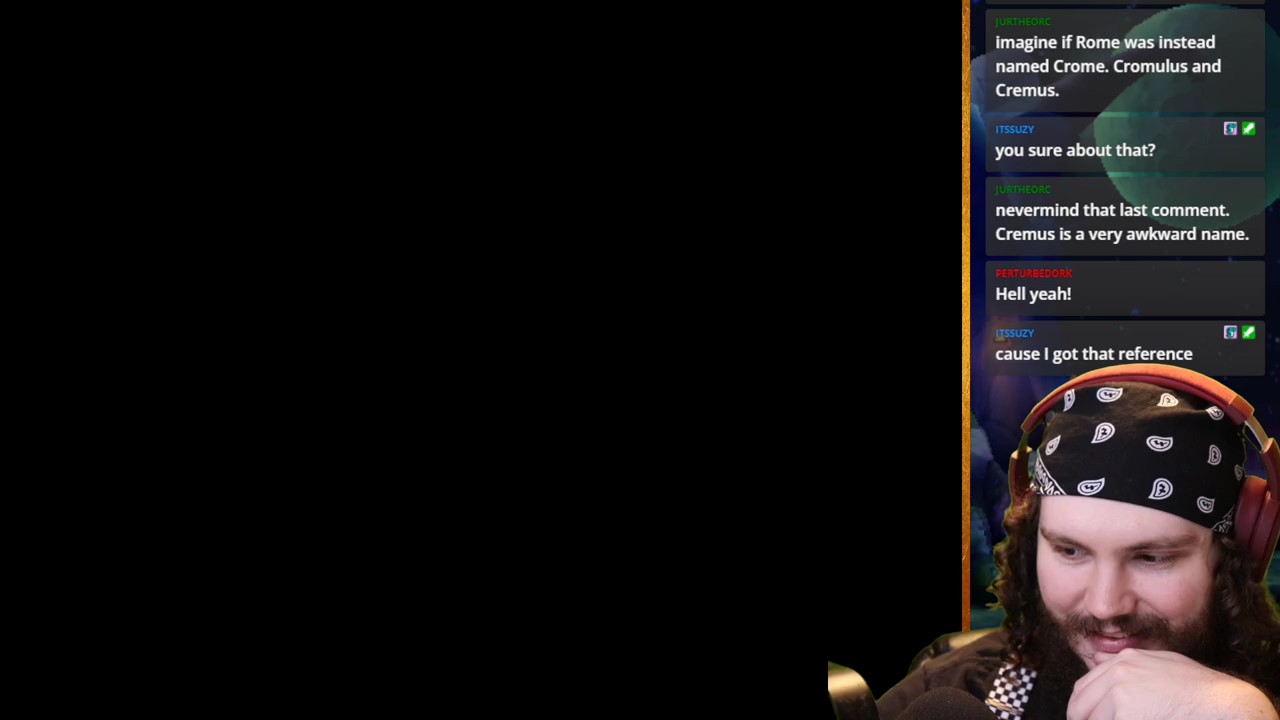 JURTHEORC
imagine if Rome was instead
named Crome. Cromulus and
Cremus.
ITSSUZY
you sure about that?
JURTHEORC
nevermind that last comment.
Cremus is a very awkward name.
PERTURBEDORK
Hell yeah!
ITSSUZY
cause I got that reference